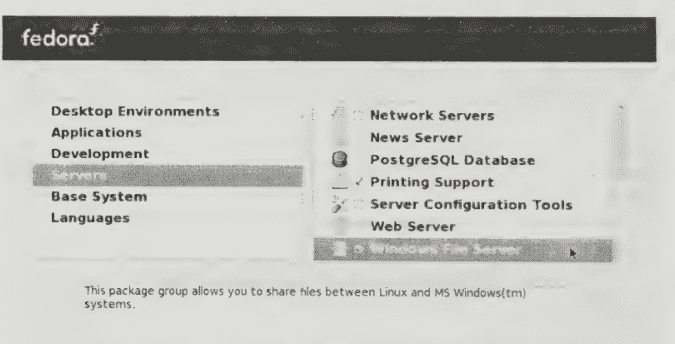 fedora
Desktop Environments
Applications
Development
Servers
Base System
Languages
Network Servers
News Server
PostgreSQL Database
Printing Support
Server Configuration Tools
Web Server
Windows File Server
This package group allows you to share files between Linux and MS Windows(tm)
systems.